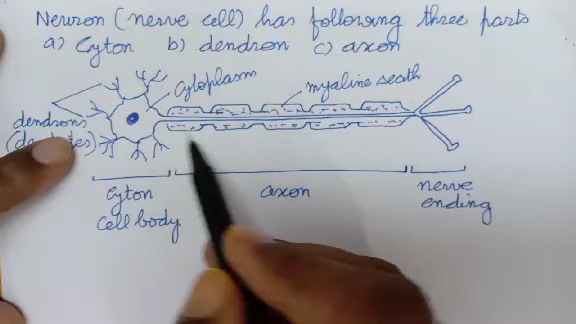 Neuron (nerve cell) has following three parts
a) Cyton b) dendron c) axon
cytoplasm
myaline seath
dendrons
axon
Cyton
cell body
nerve
ending